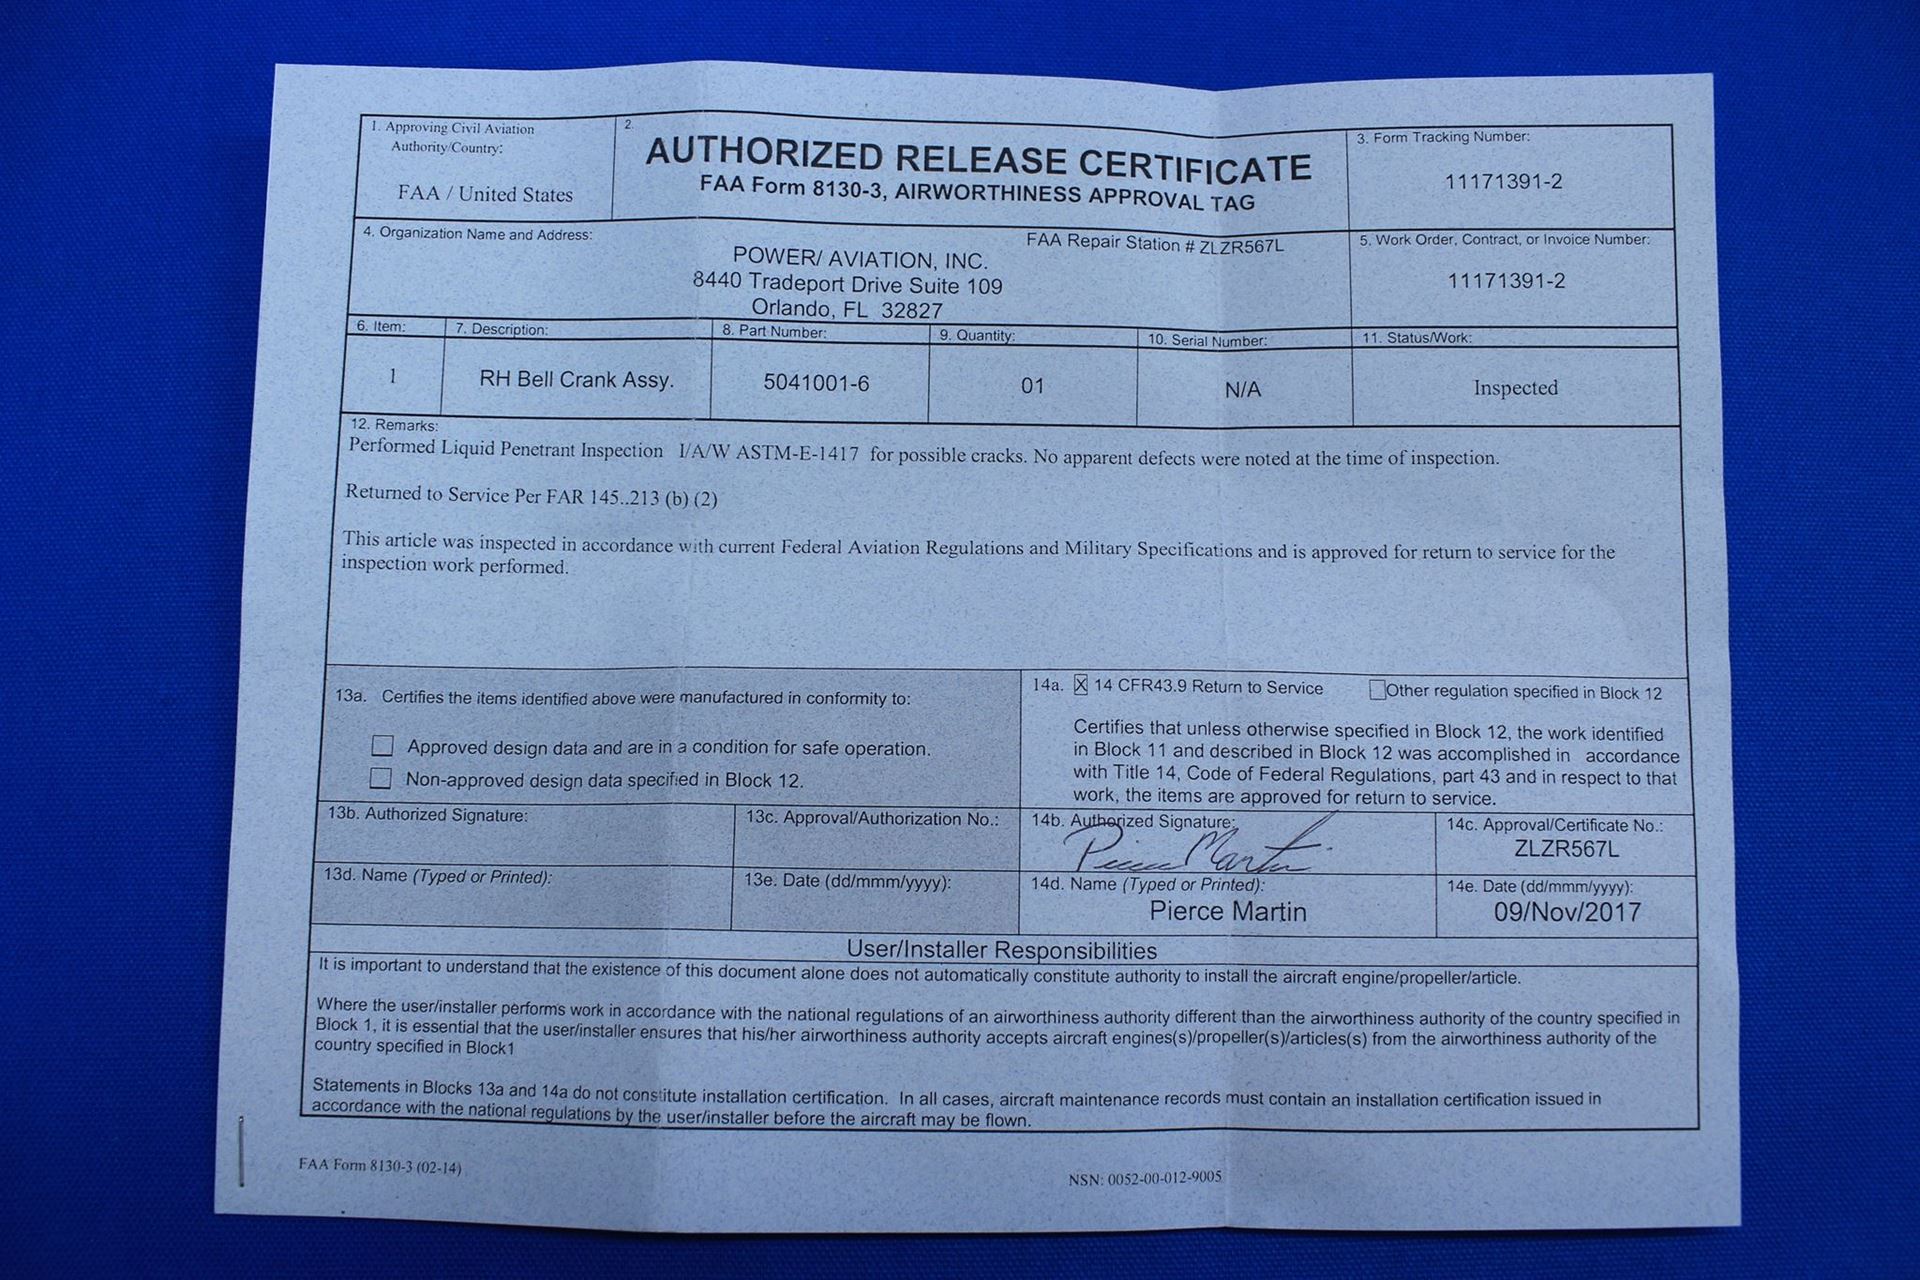 1. Approving Civil Aviation
Authority/Country:
FAA / United States
2.
AUTHORIZED RELEASE CERTIFICATE
FAA Form 8130-3, AIRWORTHINESS APPROVAL TAG
3. Form Tracking Number:
11171391-2
4. Organization Name and Address:
FAA Repair Station # ZLZR567L
POWER/ AVIATION, INC.
8440 Tradeport Drive Suite 109
Orlando, FL 32827
5. Work Order, Contract, or Invoice Number:
11171391-2
6. Item:
7. Description:
8. Part Number:
9. Quantity:
10. Serial Number:
11. Status/Work:
1
RH Bell Crank Assy.
5041001-6
01
N/A
Inspected
12. Remarks:
Performed Liquid Penetrant Inspection I/A/W ASTM-E-1417 for possible cracks. No apparent defects were noted at the time of inspection.
Returned to Service Per FAR 145..213 (b) (2)
This article was inspected in accordance with current Federal Aviation Regulations and Military Specifications and is approved for return to service for the
inspection work performed.
13a. Certifies the items identified above were manufactured in conformity to:
Approved design data and are in a condition for safe operation.
Non-approved design data specified in Block 12.
14a. X 14 CFR43.9 Return to Service
Other regulation specified in Block 12
Certifies that unless otherwise specified in Block 12, the work identified
in Block 11 and described in Block 12 was accomplished in accordance
with Title 14, Code of Federal Regulations, part 43 and in respect to that
work, the items are approved for return to service.
13b. Authorized Signature:
13c. Approval/Authorization No.:
14b. Authorized Signature:
Pierce Martin
14c. Approval/Certificate No.:
ZLZR567L
13d. Name (Typed or Printed):
13e. Date (dd/mmm/yyyy):
14d. Name (Typed or Printed):
Pierce Martin
14e. Date (dd/mmm/yyyy):
09/Nov/2017
User/Installer Responsibilities
It is important to understand that the existence of this document alone does not automatically constitute authority to install the aircraft engine/propeller/article.
Where the user/installer performs work in accordance with the national regulations of an airworthiness authority different than the airworthiness authority of the country specified in
Block 1, it is essential that the user/installer ensures that his/her airworthiness authority accepts aircraft engines(s)/propeller(s)/articles(s) from the airworthiness authority of the
country specified in Block1
Statements in Blocks 13a and 14a do not constitute installation certification. In all cases, aircraft maintenance records must contain an installation certification issued in
accordance with the national regulations by the user/installer before the aircraft may be flown.
FAA Form 8130-3 (02-14)
NSN: 0052-00-012-9005